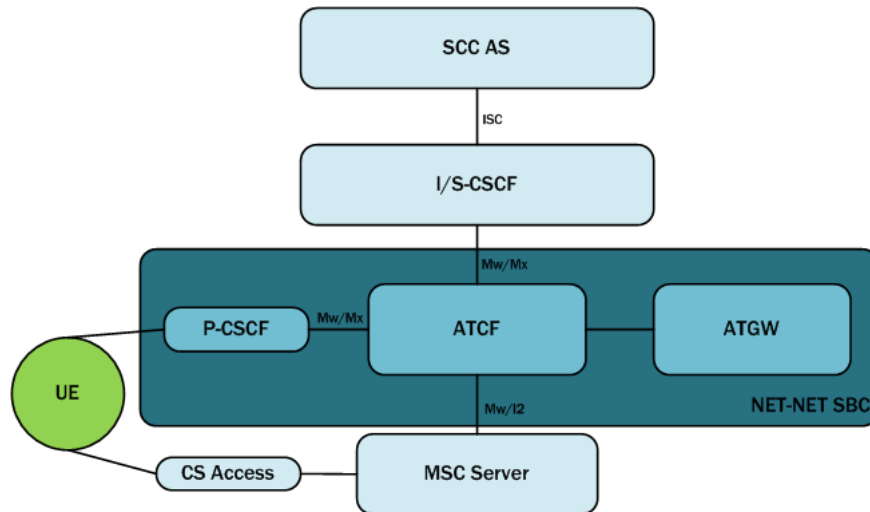 SCC AS
ISC
I/S-CSCF
Mw/Mx
P-CSCF
Mw/Mx
ATCF
ATGW
UE
NET-NET SBC
Mw/I2
CS Access
MSC Server